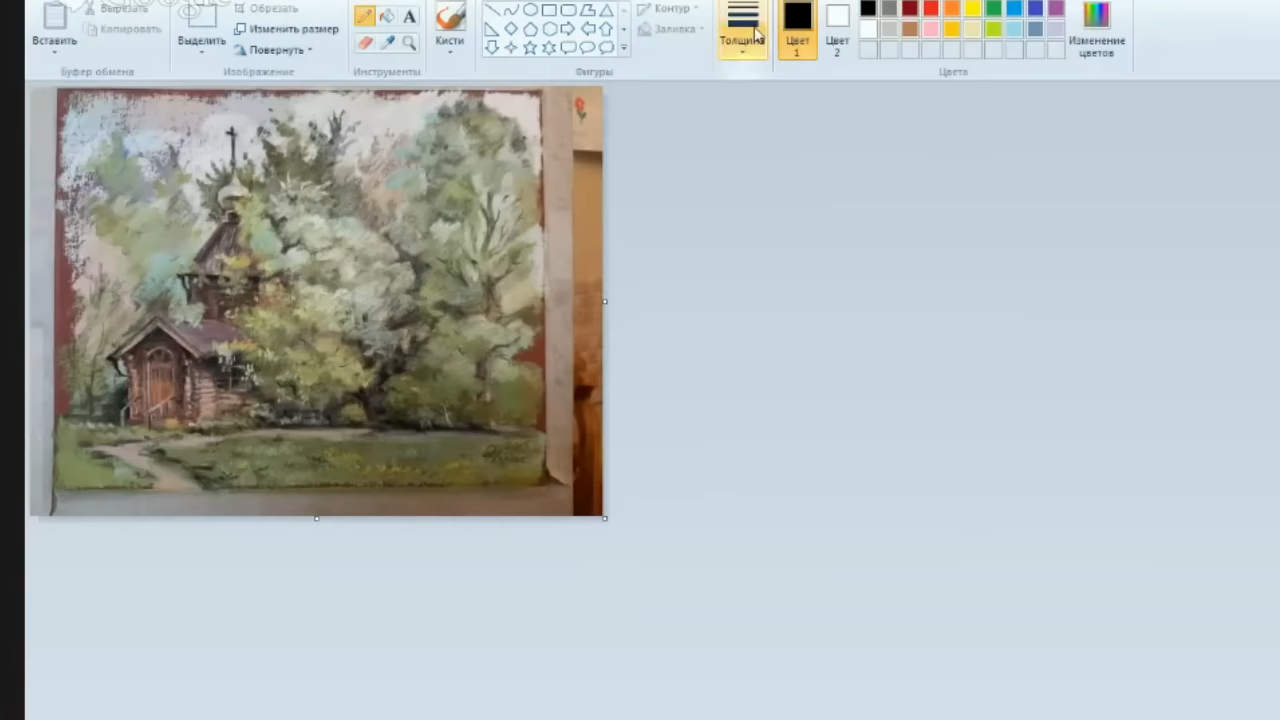 Вырезать
Обрезать
Копировать
Изменить размер
Повернуть
A
Контур
Заливка
Вставить
Выделить
Кисти
Толщина
Цвет
1
Цвет
2
Изменение
цветов
Буфер обмена
Изображение
Инструменты
Фигуры
Цвета